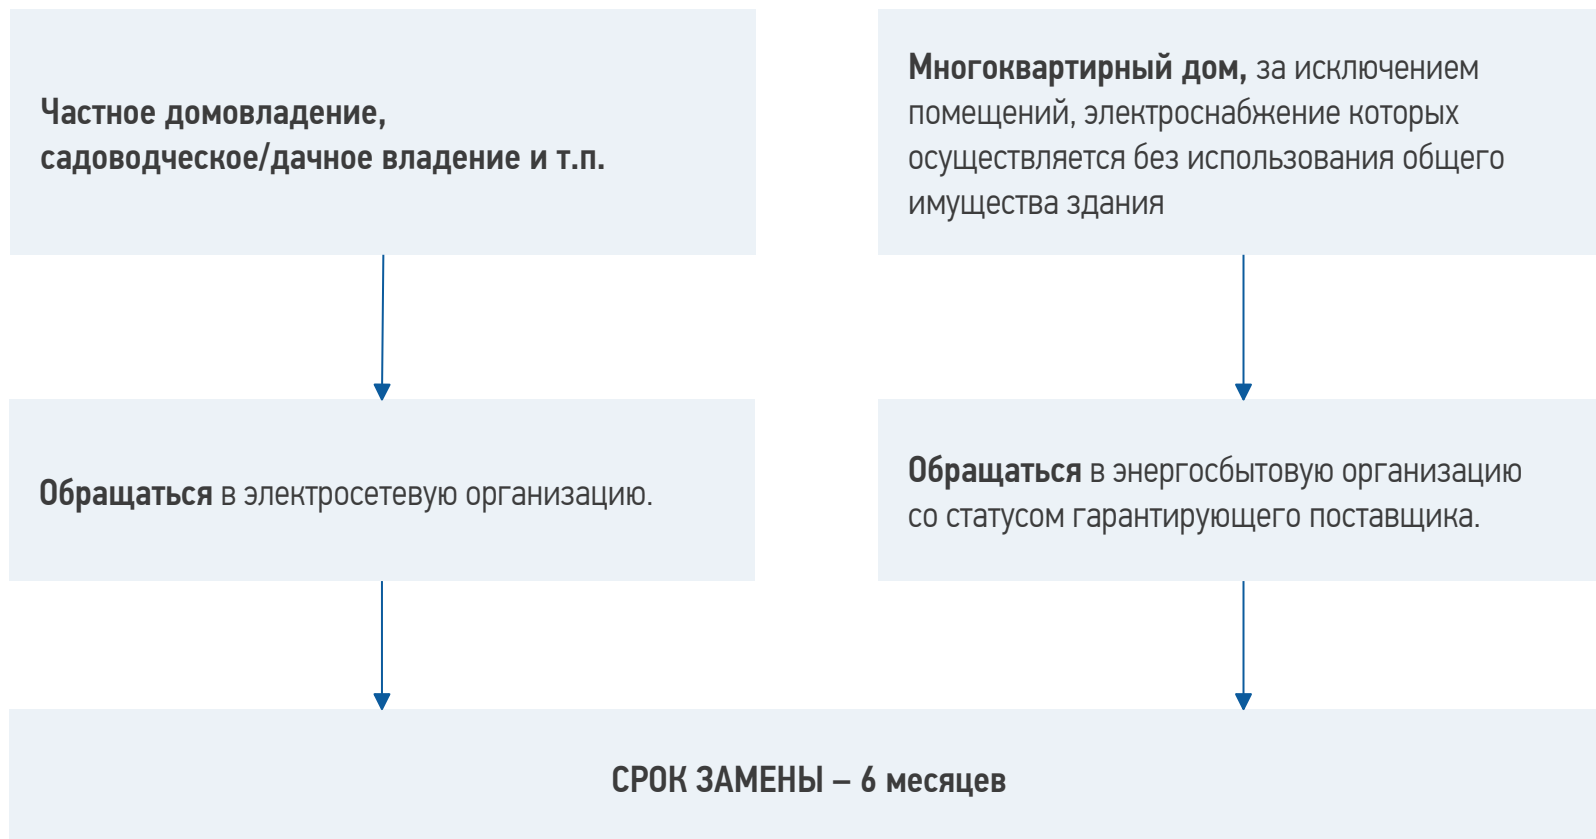 Частное домовладение,
садоводческое/дачное владение и т.п.
Многоквартирный дом, за исключением
помещений, электроснабжение которых
осуществляется без использования общего
имущества здания
Обращаться в электросетевую организацию.
Обращаться в энергосбытовую организацию
со статусом гарантирующего поставщика.
СРОК ЗАМЕНЫ – 6 месяцев